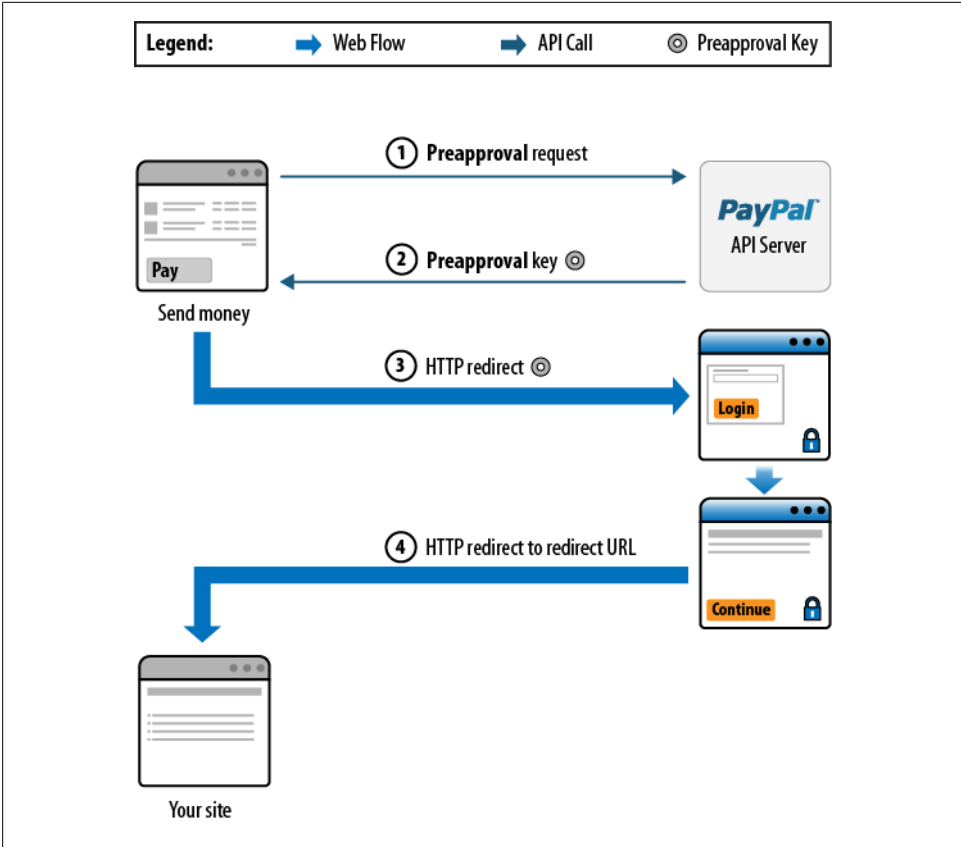 Legend: Web Flow API Call Preapproval Key
1 Preapproval request
PayPal™
API Server
2 Preapproval key
Pay
Send money
3 HTTP redirect
Login
4 HTTP redirect to redirect URL
Continue
Your site